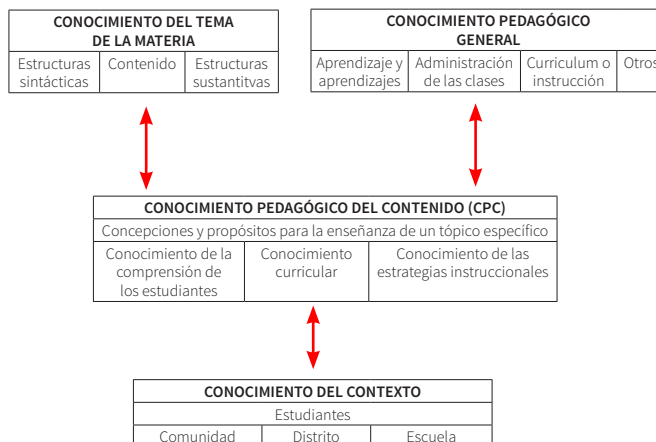 CONOCIMIENTO DEL TEMA
DE LA MATERIA
Estructuras
sintácticas
Contenido
Estructuras
sustantitvas
CONOCIMIENTO PEDAGÓGICO
GENERAL
Aprendizaje y
aprendizajes
Administración
de las clases
Curriculum o
instrucción
Otros
CONOCIMIENTO PEDAGÓGICO DEL CONTENIDO (CPC)
Concepciones y propósitos para la enseñanza de un tópico específico
Conocimiento de la
comprensión de
los estudiantes
Conocimiento
curricular
Conocimiento de las
estrategias instruccionales
CONOCIMIENTO DEL CONTEXTO
Estudiantes
Comunidad
Distrito
Escuela